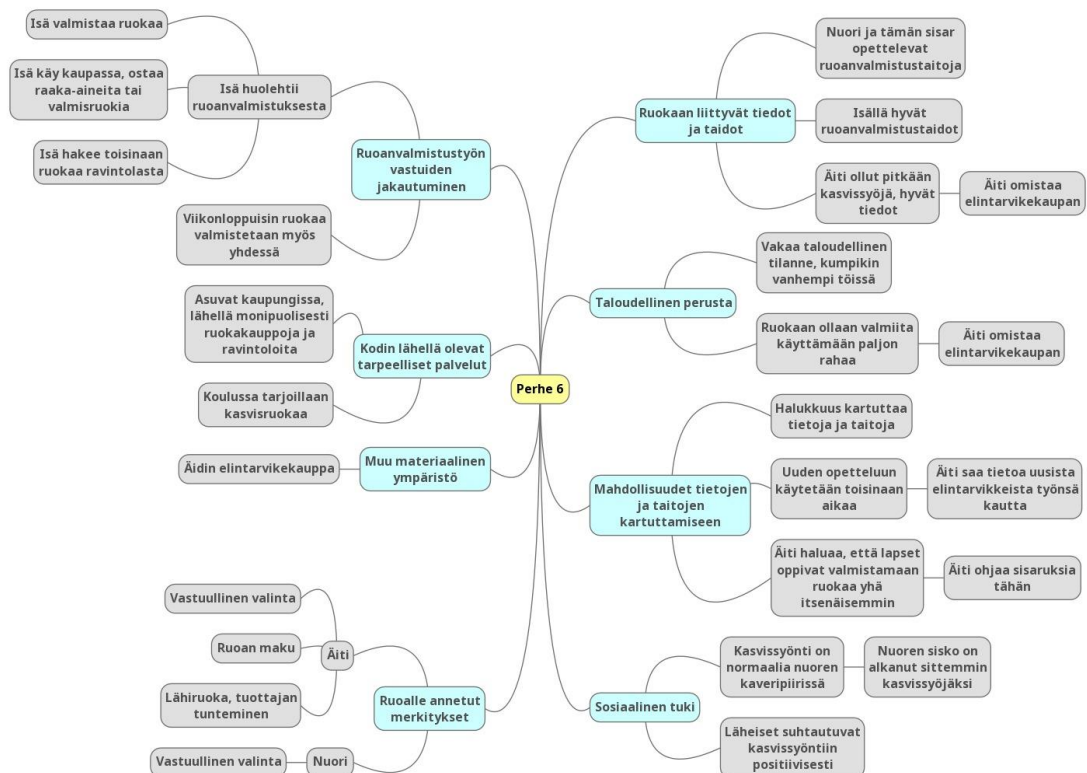 Perhe 6
Ruoanvalmistustyön
vastuiden
jakautuminen
Isä huolehtii
ruoanvalmistuksesta
Isä valmistaa ruokaa
Isä käy kaupassa, ostaa
raaka-aineita tai
valmisruokia
Isä hakee toisinaan
ruokaa ravintolasta
Viikonloppuisin ruokaa
valmistetaan myös
yhdessä
Kodin lähellä olevat
tarpeelliset palvelut
Asuvat kaupungissa,
lähellä monipuolisesti
ruokakauppoja ja
ravintoloita
Koulussa tarjoillaan
kasvisruokaa
Muu materiaalinen
ympäristö
Äidin elintarvikekauppa
Ruoalle annetut
merkitykset
Äiti
Vastuullinen valinta
Ruoan maku
Lähiruoka, tuottajan
tunteminen
Nuori
Vastuullinen valinta
Ruokaan liittyvät tiedot
ja taidot
Nuori ja tämän sisar
opettelevat
ruoanvalmistustaitoja
Isällä hyvät
ruoanvalmistustaidot
Äiti ollut pitkään
kasvissyöjä, hyvät
tiedot
Äiti omistaa
elintarvikekaupan
Taloudellinen perusta
Vakaa taloudellinen
tilanne, kumpikin
vanhempi töissä
Ruokaan ollaan valmiita
käyttämään paljon
rahaa
Äiti omistaa
elintarvikekaupan
Mahdollisuudet tietojen
ja taitojen
kartuttamiseen
Halukkuus kartuttaa
tietoja ja taitoja
Uuden opetteluun
käytetään toisinaan
aikaa
Äiti saa tietoa uusista
elintarvikkeista työnsä
kautta
Äiti haluaa, että lapset
oppivat valmistamaan
ruokaa yhä
itsenäisemmin
Äiti ohjaa sisaruksia
tähän
Sosiaalinen tuki
Kasvissyönti on
normaalia nuoren
kaveripiirissä
Nuoren sisko on
alkanut sittemmin
kasvissyöjäksi
Läheiset suhtautuvat
kasvissyöntiin
positiivisesti